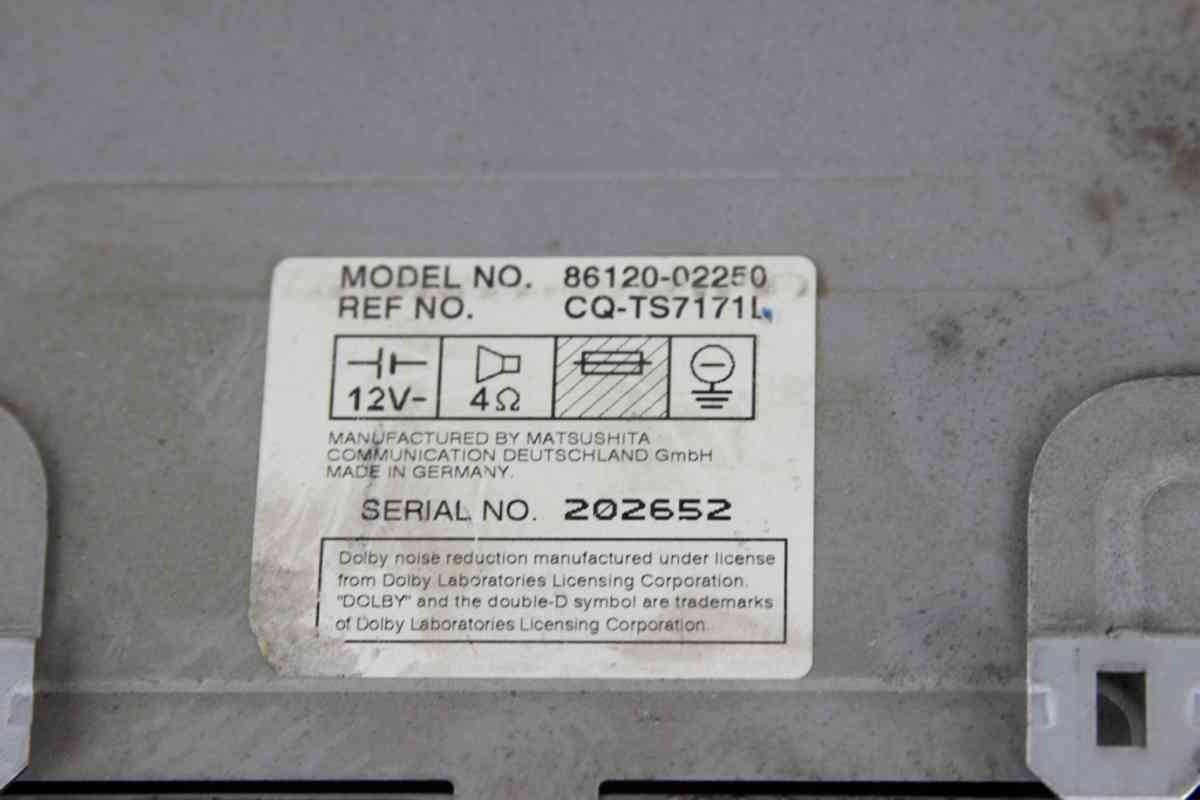 MODEL NO. 86120-02250
REF NO. CQ-TS7171L
12V- 4Ω
MANUFACTURED BY MATSUSHITA
COMMUNICATION DEUTSCHLAND GmbH
MADE IN GERMANY.
SERIAL NO. 202652
Dolby noise reduction manufactured under license
from Dolby Laboratories Licensing Corporation.
"DOLBY" and the double-D symbol are trademarks
of Dolby Laboratories Licensing Corporation.